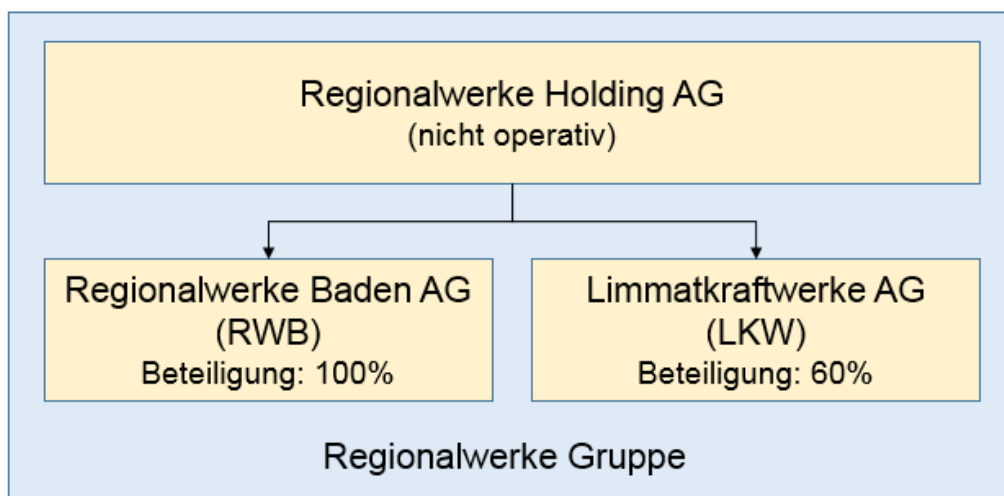 Regionalwerke Holding AG
(nicht operativ)
Regionalwerke Baden AG
(RWB)
Beteiligung: 100%
Limmatkraftwerke AG
(LKW)
Beteiligung: 60%
Regionalwerke Gruppe